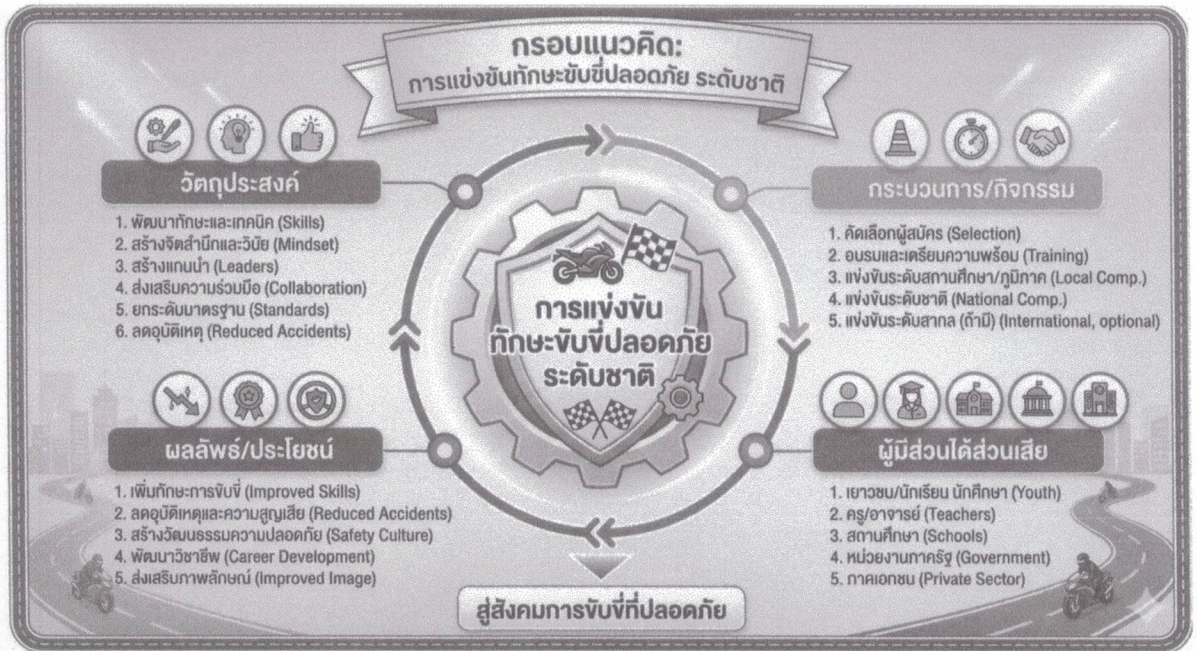 กรอบแนวคิด:
การแข่งขันทักษะขับขี่ปลอดภัย ระดับชาติ
วัตถุประสงค์
1. พัฒนาทักษะและเทคนิค (Skills)
2. สร้างจิตสำนึกและวินัย (Mindset)
3. สร้างแกนนำ (Leaders)
4. ส่งเสริมความร่วมมือ (Collaboration)
5. ยกระดับมาตรฐาน (Standards)
6. ลดอุบัติเหตุ (Reduced Accidents)
กระบวนการ/กิจกรรม
1. คัดเลือกผู้สมัคร (Selection)
2. อบรมและเตรียมความพร้อม (Training)
3. แข่งขันระดับสถานศึกษา/ภูมิภาค (Local Comp.)
4. แข่งขันระดับชาติ (National Comp.)
5. แข่งขันระดับสากล (ถ้ามี) (International, optional)
การแข่งขัน
ทักษะขับขี่ปลอดภัย
ระดับชาติ
ผลลัพธ์/ประโยชน์
1. เพิ่มทักษะการขับขี่ (Improved Skills)
2. ลดอุบัติเหตุและความสูญเสีย (Reduced Accidents)
3. สร้างวัฒนธรรมความปลอดภัย (Safety Culture)
4. พัฒนาวิชาชีพ (Career Development)
5. ส่งเสริมภาพลักษณ์ (improved Image)
ผู้มีส่วนได้ส่วนเสีย
1. เยาวชน/นักเรียน นักศึกษา (Youth)
2. ครู/อาจารย์ (Teachers)
3. สถานศึกษา (Schools)
4. หน่วยงานภาครัฐ (Government)
5. ภาคเอกชน (Private Sector)
สู่สังคมการขับขี่ที่ปลอดภัย